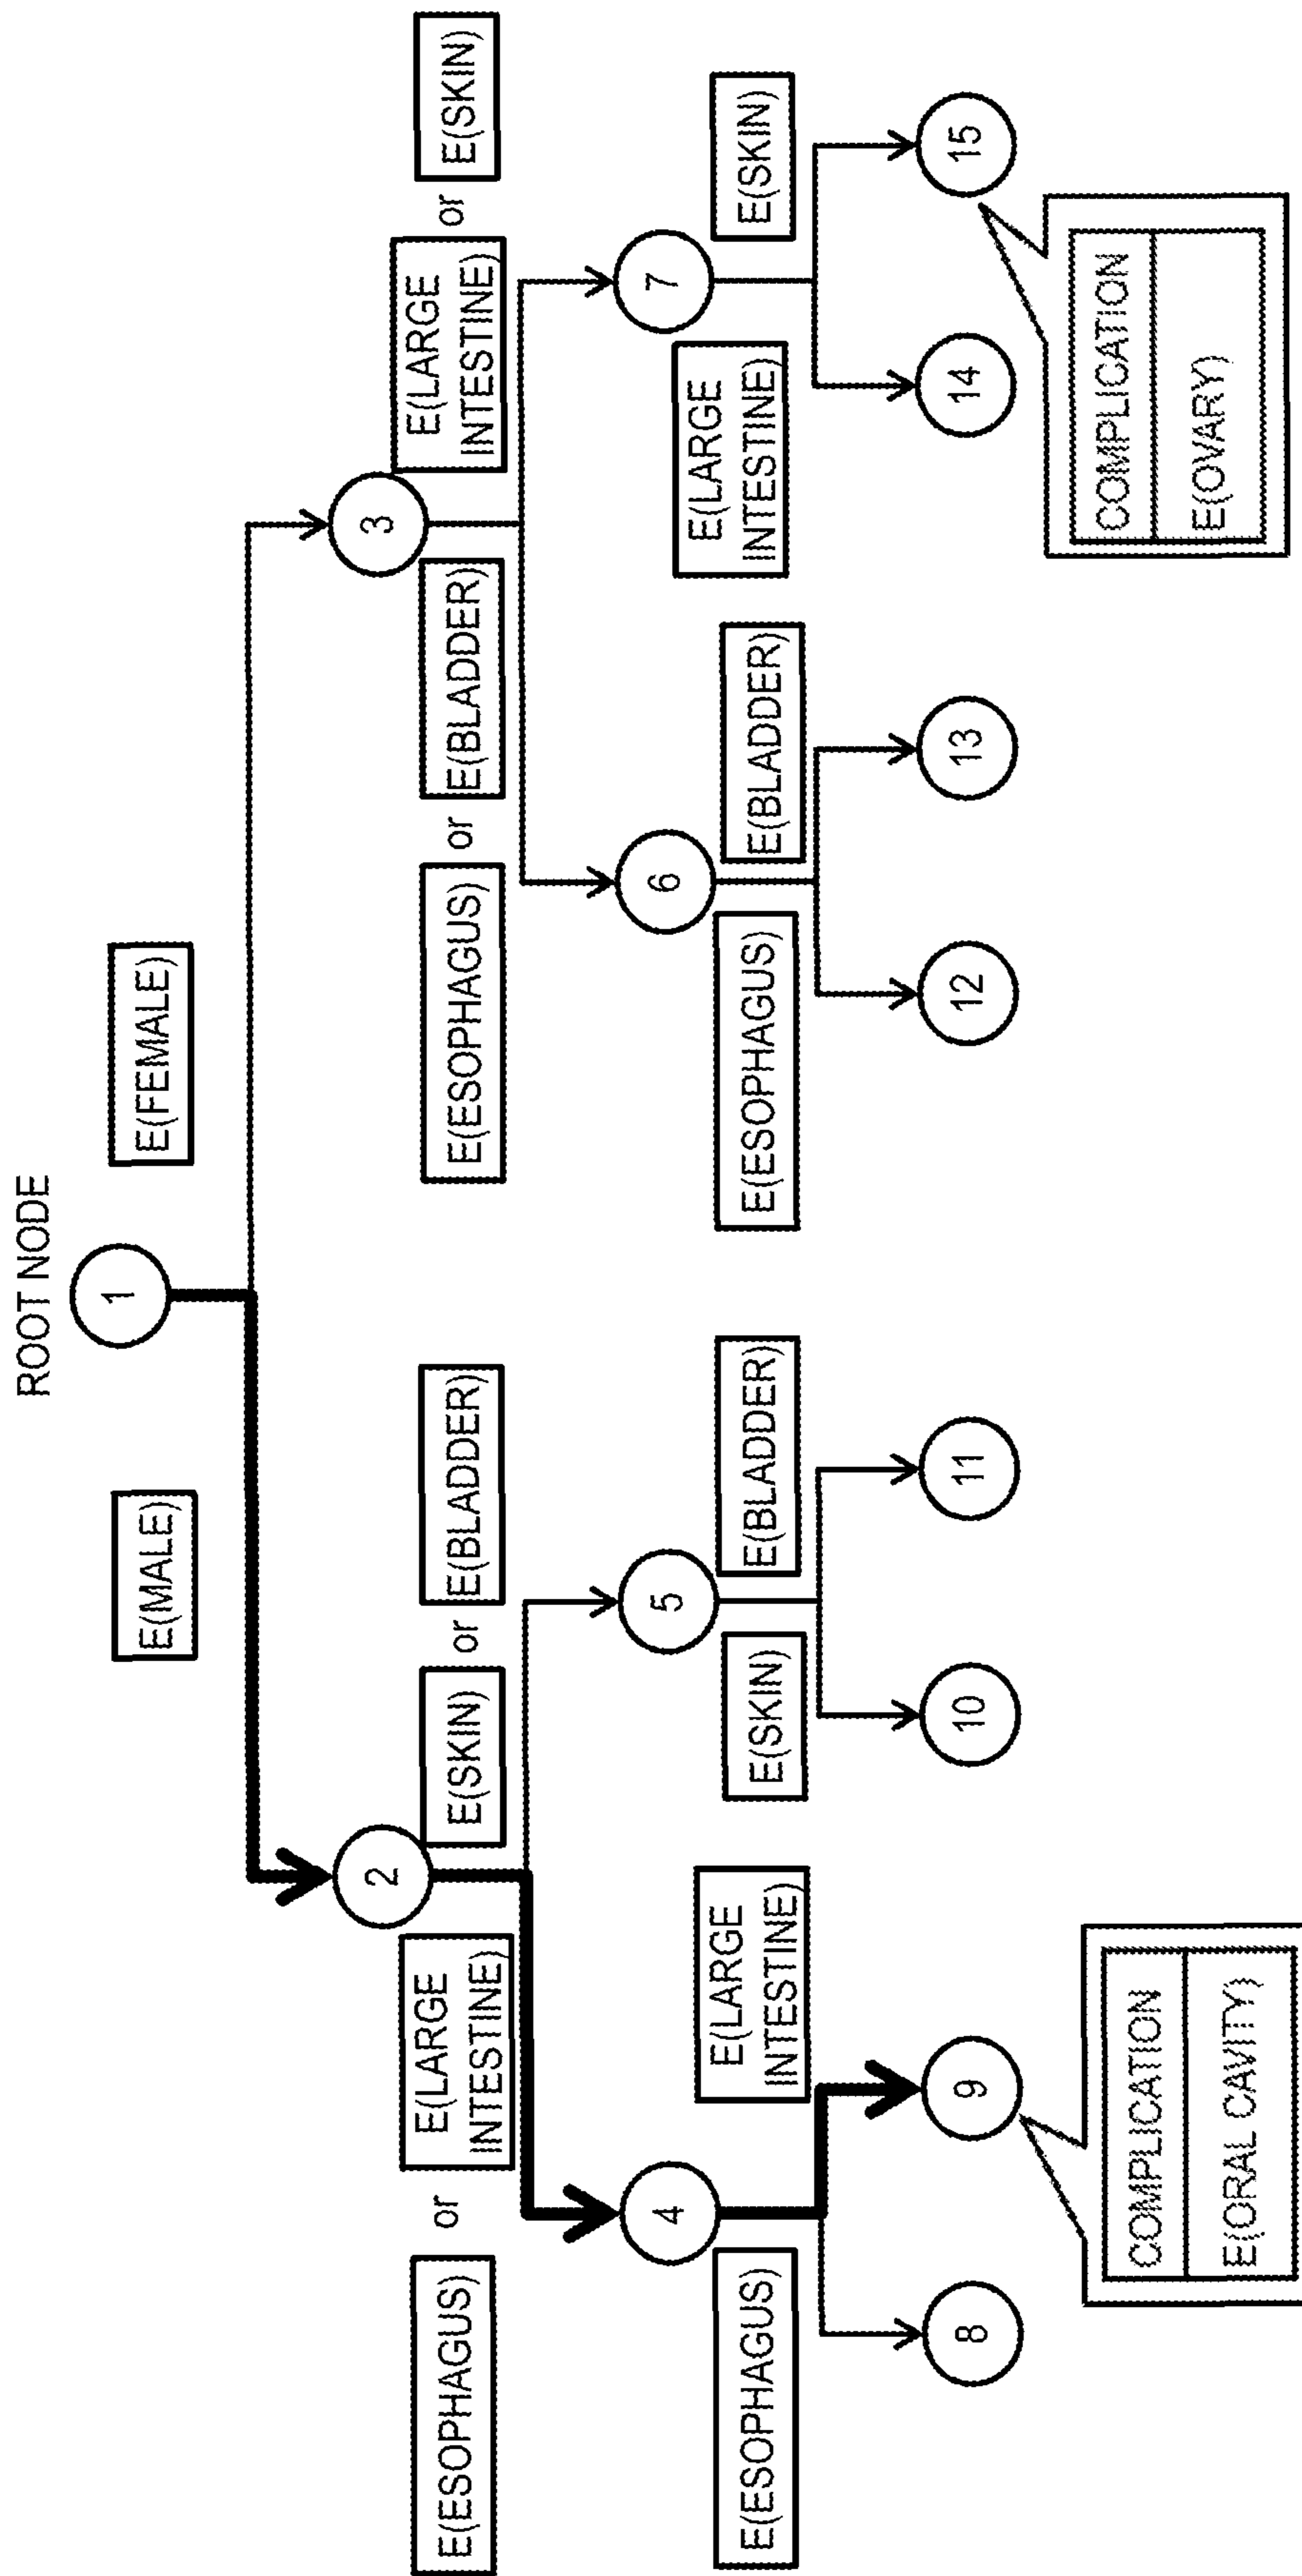 ROOT NODE
1
E(MALE)
E(FEMALE)
2
3
E(ESOPHAGUS) or E(LARGE
INTESTINE)
E(SKIN) or E(BLADDER)
E(ESOPHAGUS) or E(BLADDER)
E(LARGE
INTESTINE) or E(SKIN)
4
5
6
7
E(ESOPHAGUS)
E(LARGE
INTESTINE)
E(SKIN)
E(BLADDER)
E(ESOPHAGUS)
E(BLADDER)
E(LARGE
INTESTINE)
E(SKIN)
8
9
10
11
12
13
14
15
COMPLICATION
E(ORAL CAVITY)
COMPLICATION
E(OVARY)